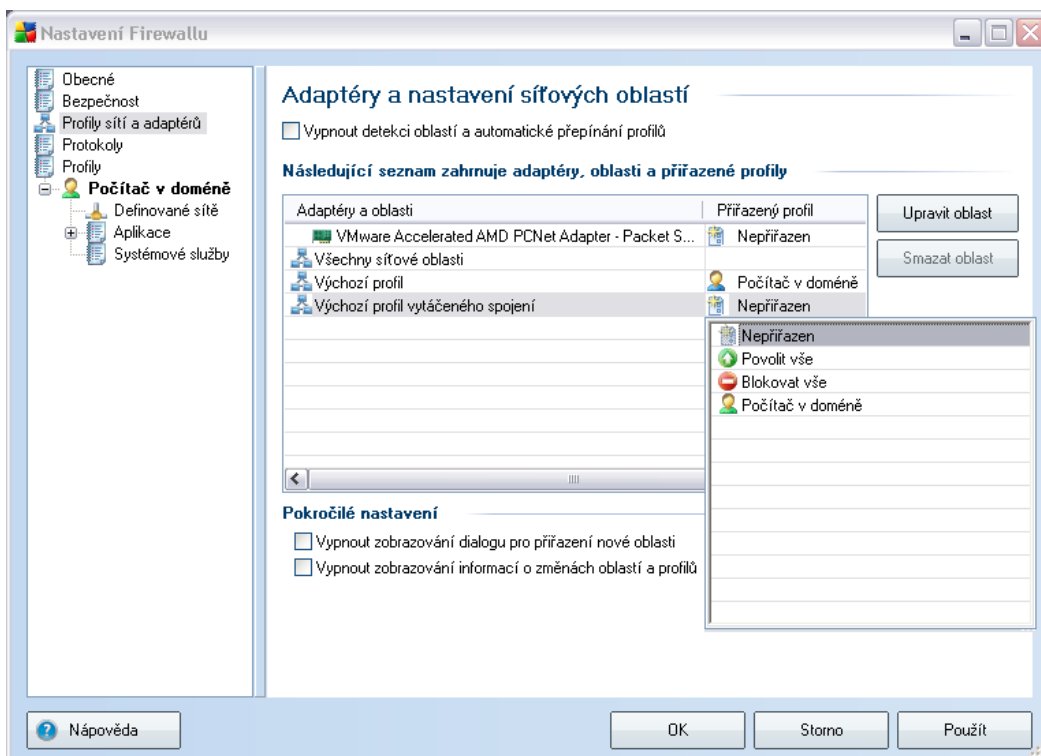 Nastavení Firewallu
Obecné
Bezpečnost
Profily sítí a adaptérů
Protokoly
Profily
Počítač v doméně
Definované sítě
Aplikace
Systémové služby
Adaptéry a nastavení síťových oblastí
Vypnout detekci oblastí a automatické přepínání profilů
Následující seznam zahrnuje adaptéry, oblasti a přiřazené profily
Adaptéry a oblasti Přiřazený profil
VMware Accelerated AMD PCNet Adapter - Packet S... Nepřiřazen
Všechny síťové oblasti
Výchozí profil Počítač v doméně
Výchozí profil vytáčeného spojení Nepřiřazen
Upravit oblast
Smazat oblast
Nepřiřazen
Povolit vše
Blokovat vše
Počítač v doméně
Pokročilé nastavení
Vypnout zobrazování dialogu pro přiřazení nové oblasti
Vypnout zobrazování informací o změnách oblastí a profilů
Nápověda
OK
Storno
Použít